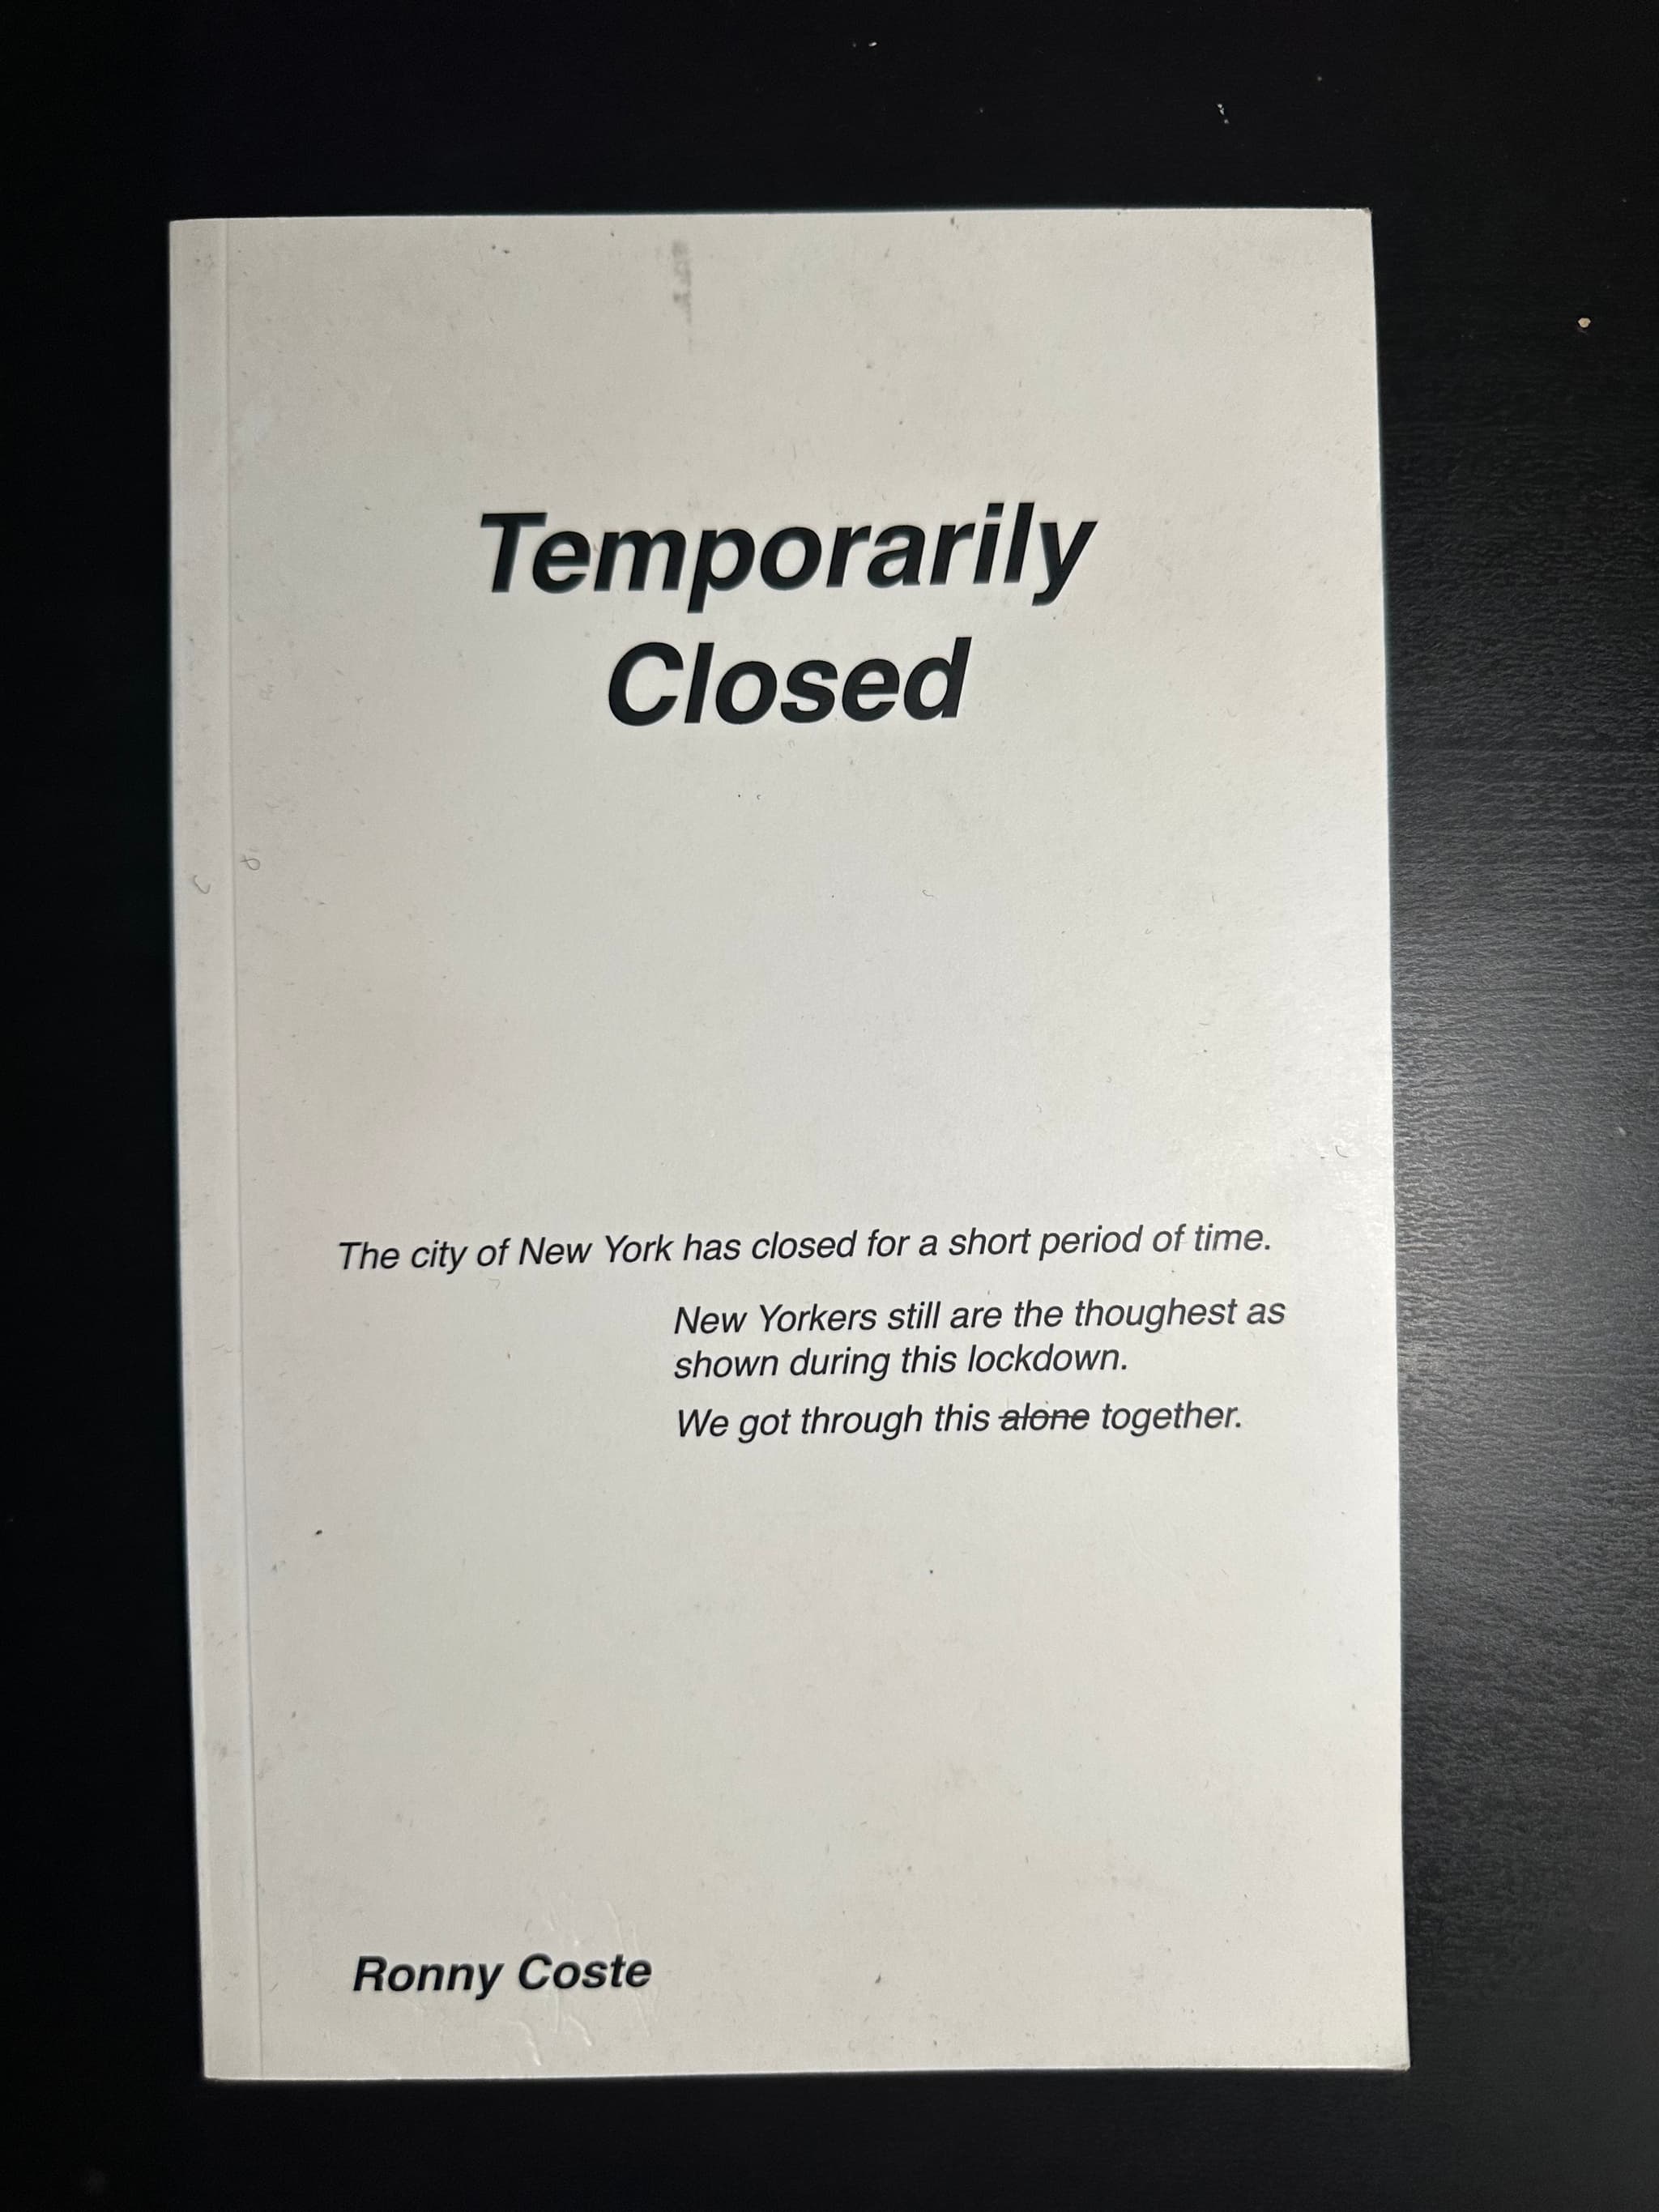 Temporarily
Closed
The city of New York has closed for a short period of time.
New Yorkers still are the thoughest as
shown during this lockdown.
We got through this alone together.
Ronny Coste